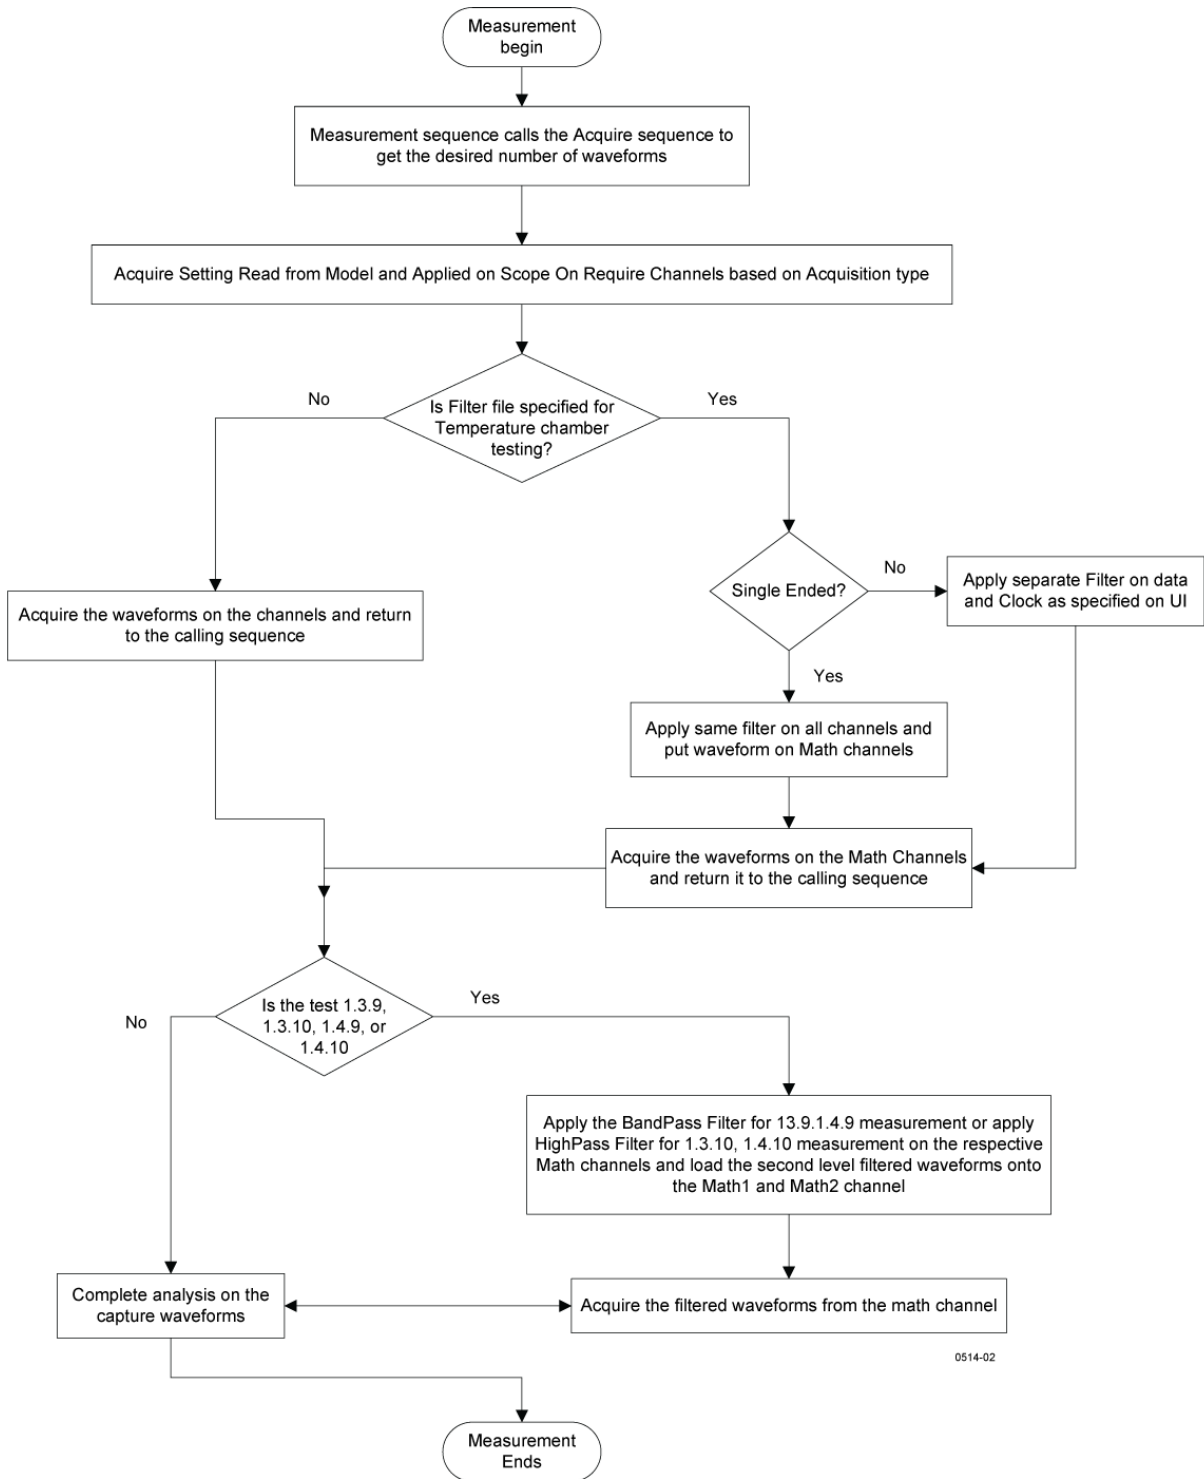 Measurement
begin
Measurement sequence calls the Acquire sequence to
get the desired number of waveforms
Acquire Setting Read from Model and Applied on Scope On Require Channels based on Acquisition type
No
Is Filter file specified for
Temperature chamber
testing?
Yes
Single Ended?
No
Apply separate Filter on data
and Clock as specified on UI
Acquire the waveforms on the channels and return
to the calling sequence
Yes
Apply same filter on all channels and
put waveform on Math channels
Acquire the waveforms on the Math Channels
and return it to the calling sequence
No
Is the test 1.3.9,
1.3.10, 1.4.9, or
1.4.10
Yes
Apply the BandPass Filter for 13.9.1.4.9 measurement or apply
HighPass Filter for 1.3.10, 1.4.10 measurement on the respective
Math channels and load the second level filtered waveforms onto
the Math1 and Math2 channel
Complete analysis on the
capture waveforms
Acquire the filtered waveforms from the math channel
0514-02
Measurement
Ends